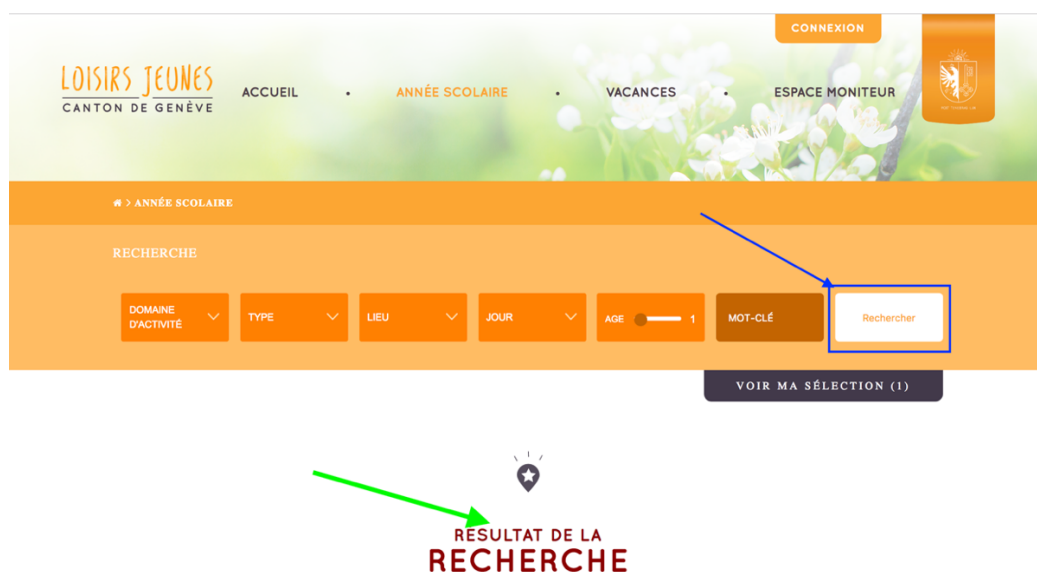 CONNEXION
LOISIRS JEUNES
CANTON DE GENÈVE
ACCUEIL • ANNÉE SCOLAIRE • VACANCES • ESPACE MONITEUR
> ANNÉE SCOLAIRE
RECHERCHE
DOMAINE
D'ACTIVITÉ
TYPE
LIEU
JOUR
AGE 1
MOT-CLÉ
Rechercher
VOIR MA SÉLECTION (1)
RESULTAT DE LA
RECHERCHE